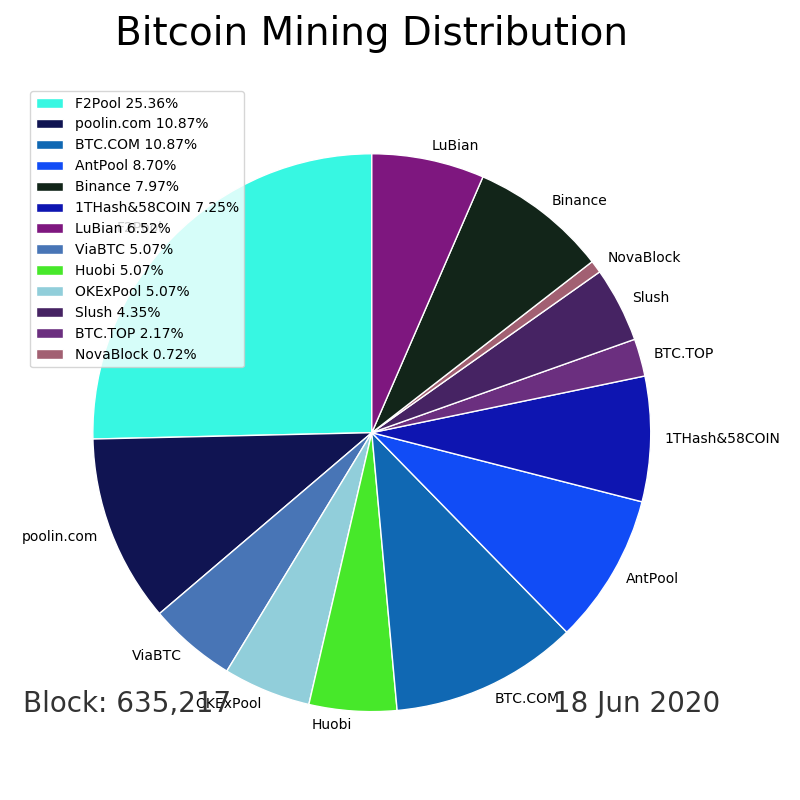 Bitcoin Mining Distribution
F2Pool 25.36%
poolin.com 10.87%
BTC.COM 10.87%
AntPool 8.70%
Binance 7.97%
1THash&58COIN 7.25%
LuBian 6.52%
ViaBTC 5.07%
Huobi 5.07%
OKExPool 5.07%
Slush 4.35%
BTC.TOP 2.17%
NovaBlock 0.72%
LuBian
Binance
NovaBlock
Slush
BTC.TOP
1THash&58COIN
AntPool
BTC.COM
Huobi
OKExPool
ViaBTC
poolin.com
Block: 635,217
18 Jun 2020